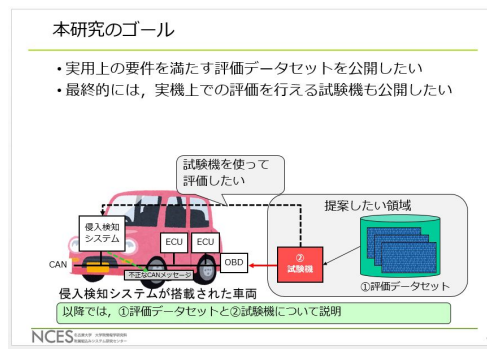 本研究のゴール
・実用上の要件を満たす評価データセットを公開したい
・最終的には，実機上での評価を行える試験機も公開したい
試験機を使って
評価したい
提案したい領域
侵入検知
システム
ECU
ECU
OBD
CAN
不正なCANメッセージ
②
試験機
①評価データセット
侵入検知システムが搭載された車両
以降では，①評価データセットと②試験機について説明
NCES